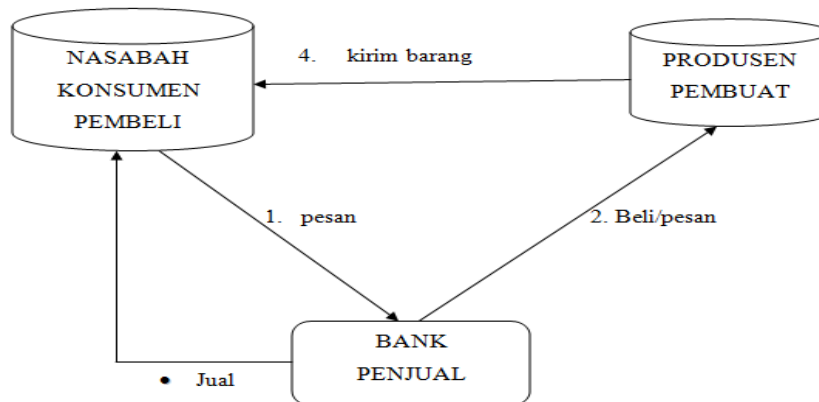 NASABAH
KONSUMEN
PEMBELI
4. kirim barang
PRODUSEN
PEMBUAT
1. pesan
2. Beli/pesan
BANK
PENJUAL
• Jual